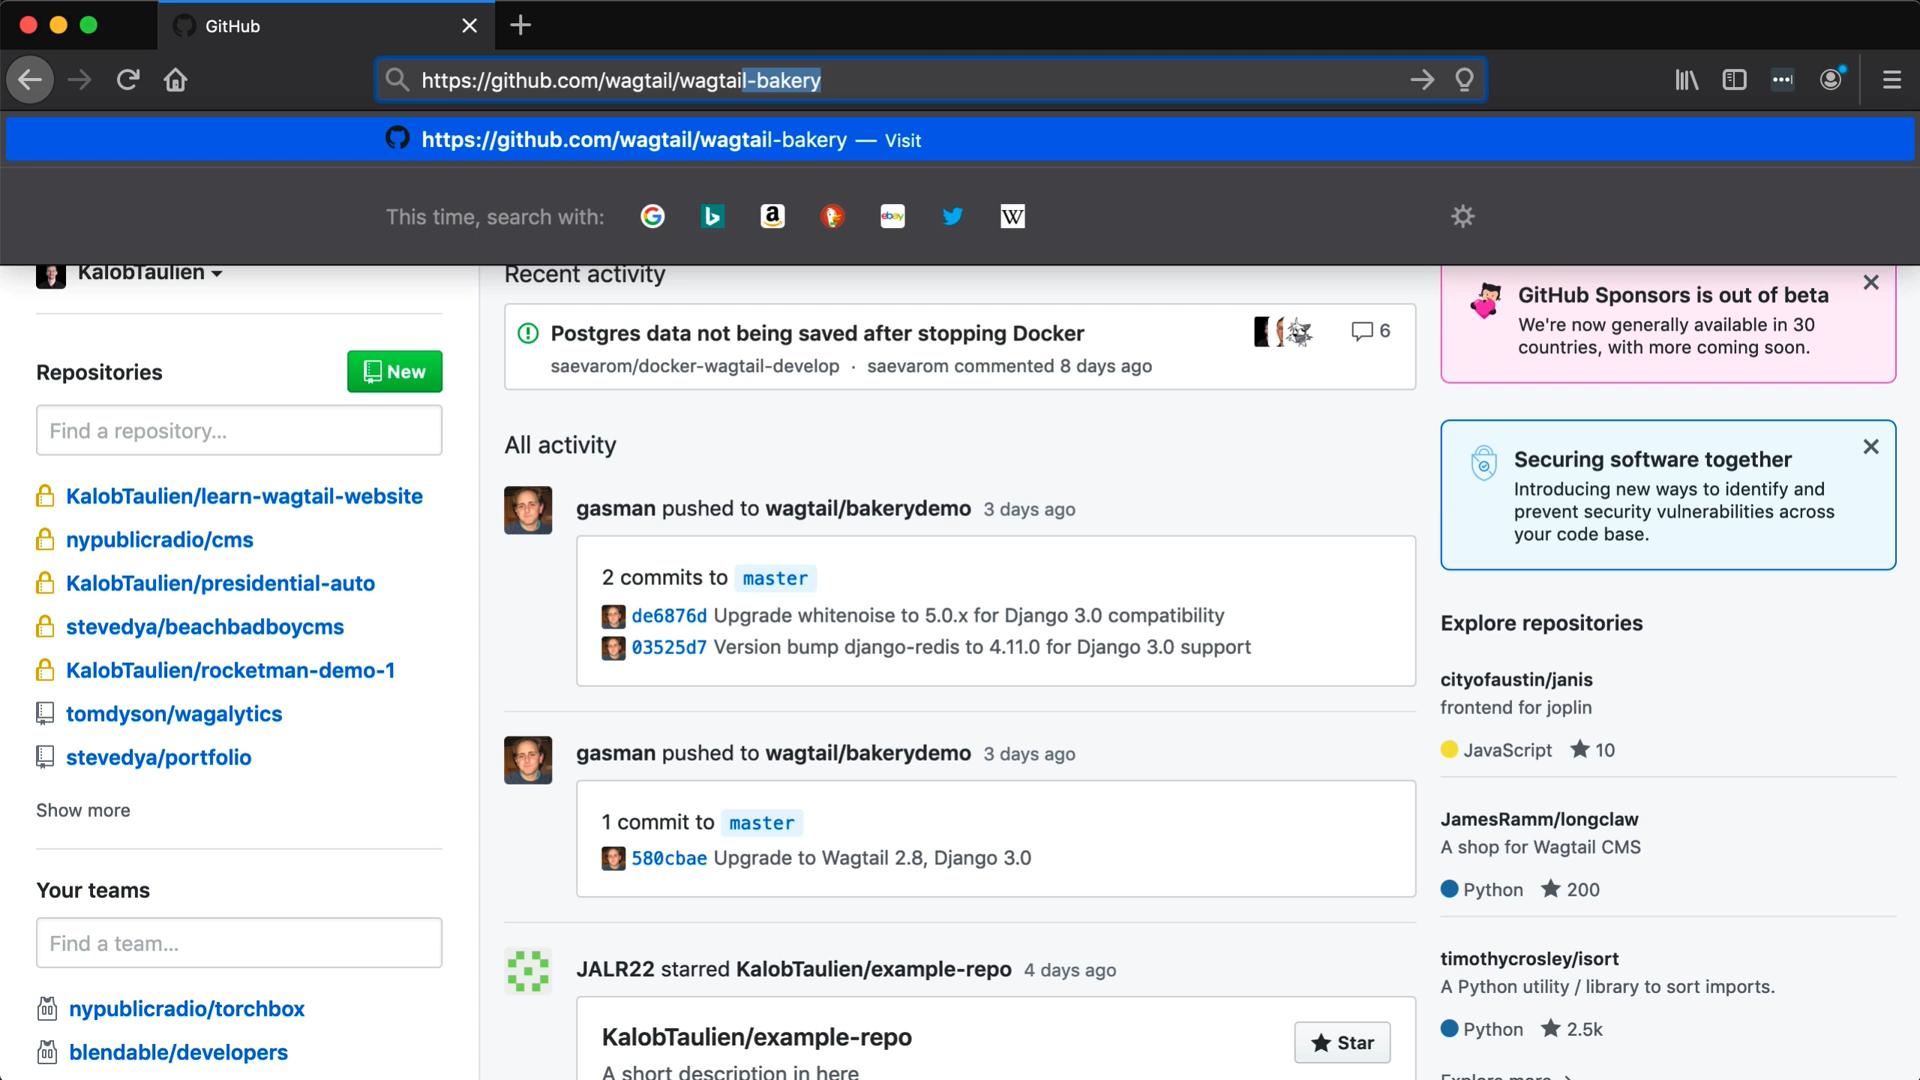 GitHub
https://github.com/wagtail/wagtail-bakery
https://github.com/wagtail/wagtail-bakery — Visit
This time, search with:
KalobTaulien
Repositories
New
Find a repository...
KalobTaulien/learn-wagtail-website
nypublicradio/cms
KalobTaulien/presidential-auto
stevedya/beachbadboycms
KalobTaulien/rocketman-demo-1
tomdyson/wagalytics
stevedya/portfolio
Show more
Your teams
Find a team...
nypublicradio/torchbox
blendable/developers
Recent activity
Postgres data not being saved after stopping Docker
6
saevarom/docker-wagtail-develop · saevarom commented 8 days ago
All activity
gasman pushed to wagtail/bakerydemo 3 days ago
2 commits to master
de6876d Upgrade whitenoise to 5.0.x for Django 3.0 compatibility
03525d7 Version bump django-redis to 4.11.0 for Django 3.0 support
gasman pushed to wagtail/bakerydemo 3 days ago
1 commit to master
580cbae Upgrade to Wagtail 2.8, Django 3.0
JALR22 starred KalobTaulien/example-repo 4 days ago
KalobTaulien/example-repo
Star
A short description in here
GitHub Sponsors is out of beta
We're now generally available in 30
countries, with more coming soon.
Securing software together
Introducing new ways to identify and
prevent security vulnerabilities across
your code base.
Explore repositories
cityofaustin/janis
frontend for joplin
JavaScript 10
JamesRamm/longclaw
A shop for Wagtail CMS
Python 200
timothycrosley/isort
A Python utility / library to sort imports.
Python 2.5k
Explore more